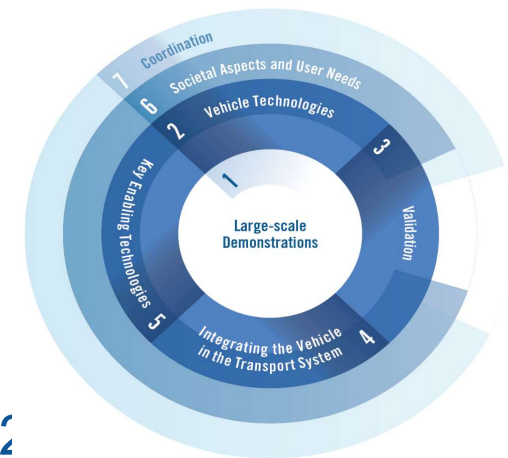 7 Coordination
6 Societal Aspects and User Needs
2 Vehicle Technologies
3
Validation
1
Large-scale
Demonstrations
Key Enabling Technologies
5
Integrating the Vehicle
in the Transport System
4
2